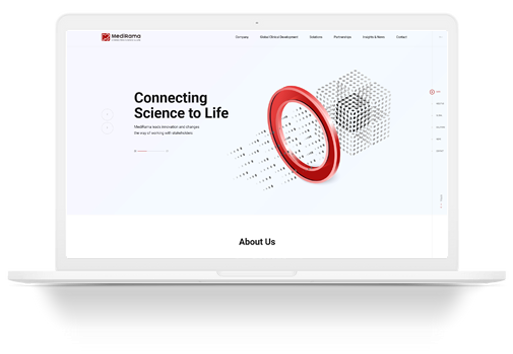 MediRama
Company Global Clinical Development Solutions Partnerships Insights & News Contact
Connecting
Science to Life
MediRama leads innovation and changes
the way of working with stakeholders
About Us